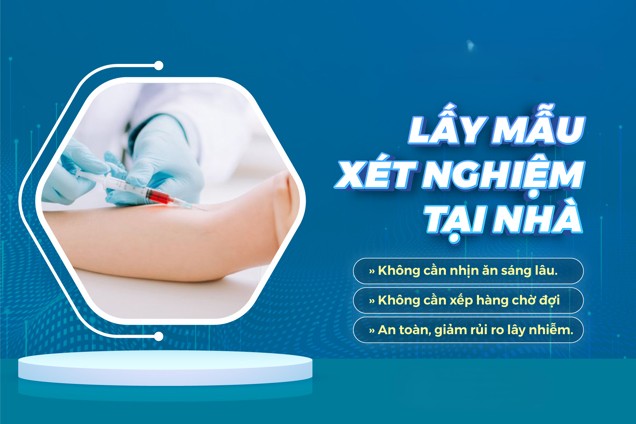 LẤY MẪU
XÉT NGHIỆM
TẠI NHÀ
» Không cần nhịn ăn sáng lâu.
» Không cần xếp hàng chờ đợi
» An toàn, giảm rủi ro lây nhiễm.